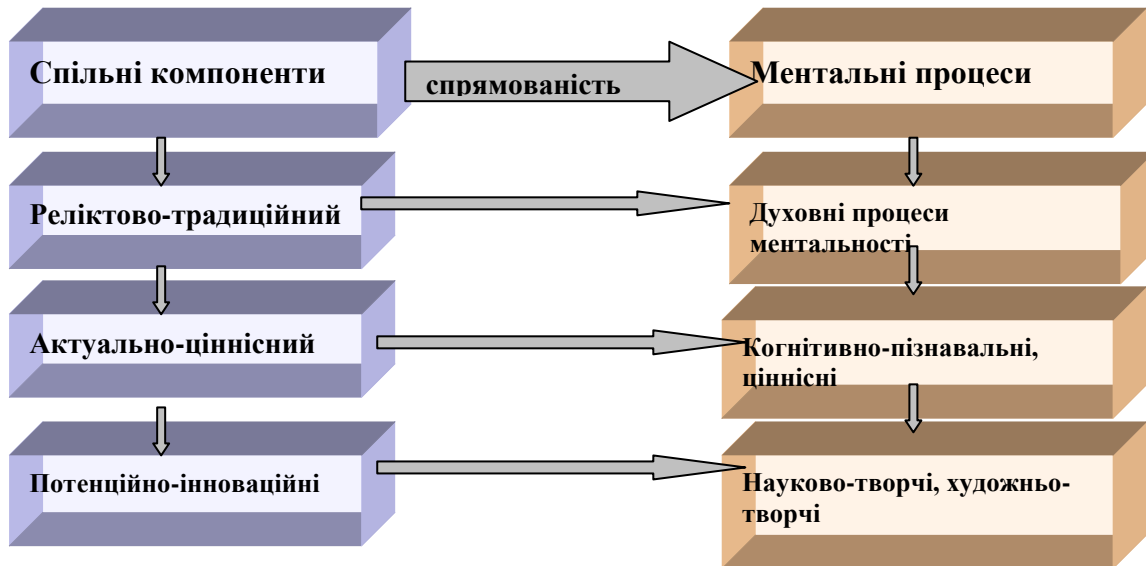 Спільні компоненти
спрямованість
Ментальні процеси
Реліктово-традиційний
Духовні процеси
ментальності
Актуально-ціннісний
Когнитивно-пізнавальні,
ціннісні
Потенційно-інноваційні
Науково-творчі, художньо-
творчі